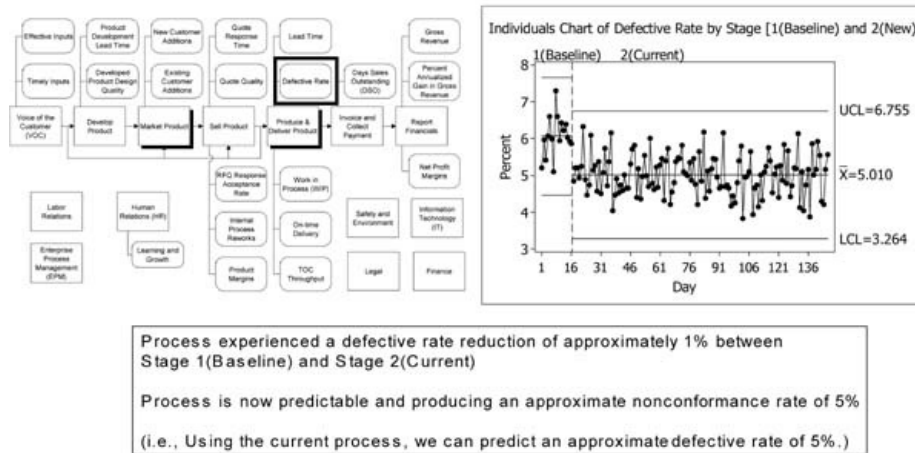 Effective Inputs
Product
Development
Lead Time
New Customer
Additions
Quote
Response
Time
Lead Time
Gross
Revenue
Timely Inputs
Developed
Product Design
Quality
Existing
Customer
Additions
Quote Quality
Defective Rate
Days Sales
Outstanding
(DSO)
Percent
Annualized
Gain in Gross
Revenue
Voice of the
Customer
(VOC)
Develop
Product
Market Product
Sell Product
Produce &
Deliver Product
Invoice and
Collect
Payment
Report
Financials
RFQ Response
Acceptance
Rate
Work in
Process (WIP)
Net Profit
Margins
Labor
Relations
Human
Relations (HR)
Internal
Process
Reworks
On-time
Delivery
Safety and
Environment
Information
Technology
(IT)
Enterprise
Process
Management
(EPM)
Learning and
Growth
Product
Margins
TOC
Throughput
Legal
Finance
Individuals Chart of Defective Rate by Stage [1(Baseline) and 2(New)]
1(Baseline) 2(Current)
8
7
6
5
4
3
Percent
UCL=6.755
X=5.010
LCL=3.264
1 16 31 46 61 76 91 106 121 136
Day
Process experienced a defective rate reduction of approximately 1% between
Stage 1(Baseline) and Stage 2(Current)
Process is now predictable and producing an approximate nonconformance rate of 5%
(i.e., Using the current process, we can predict an approximate defective rate of 5%.)